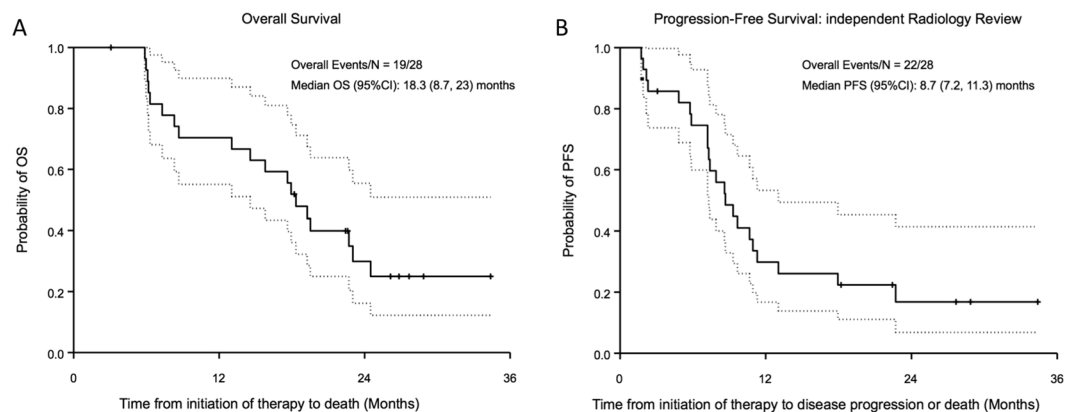 A
Overall Survival
Overall Events/N = 19/28
Median OS (95%CI): 18.3 (8.7, 23) months
Probability of OS
1.0
0.8
0.6
0.4
0.2
0.0
0
12
24
36
Time from initiation of therapy to death (Months)
B
Progression-Free Survival: independent Radiology Review
Overall Events/N = 22/28
Median PFS (95%CI): 8.7 (7.2, 11.3) months
Probability of PFS
1.0
0.8
0.6
0.4
0.2
0.0
0
12
24
36
Time from initiation of therapy to disease progression or death (Months)